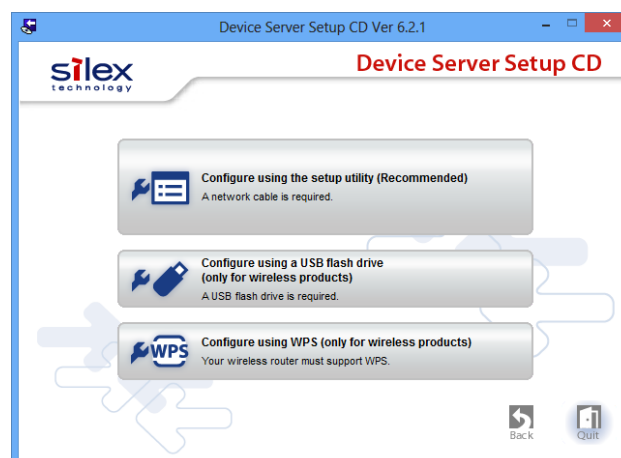 Device Server Setup CD Ver 6.2.1
silex
technology
Device Server Setup CD
Configure using the setup utility (Recommended)
A network cable is required.
Configure using a USB flash drive
(only for wireless products)
A USB flash drive is required.
WPS
Configure using WPS (only for wireless products)
Your wireless router must support WPS.
Back
Quit